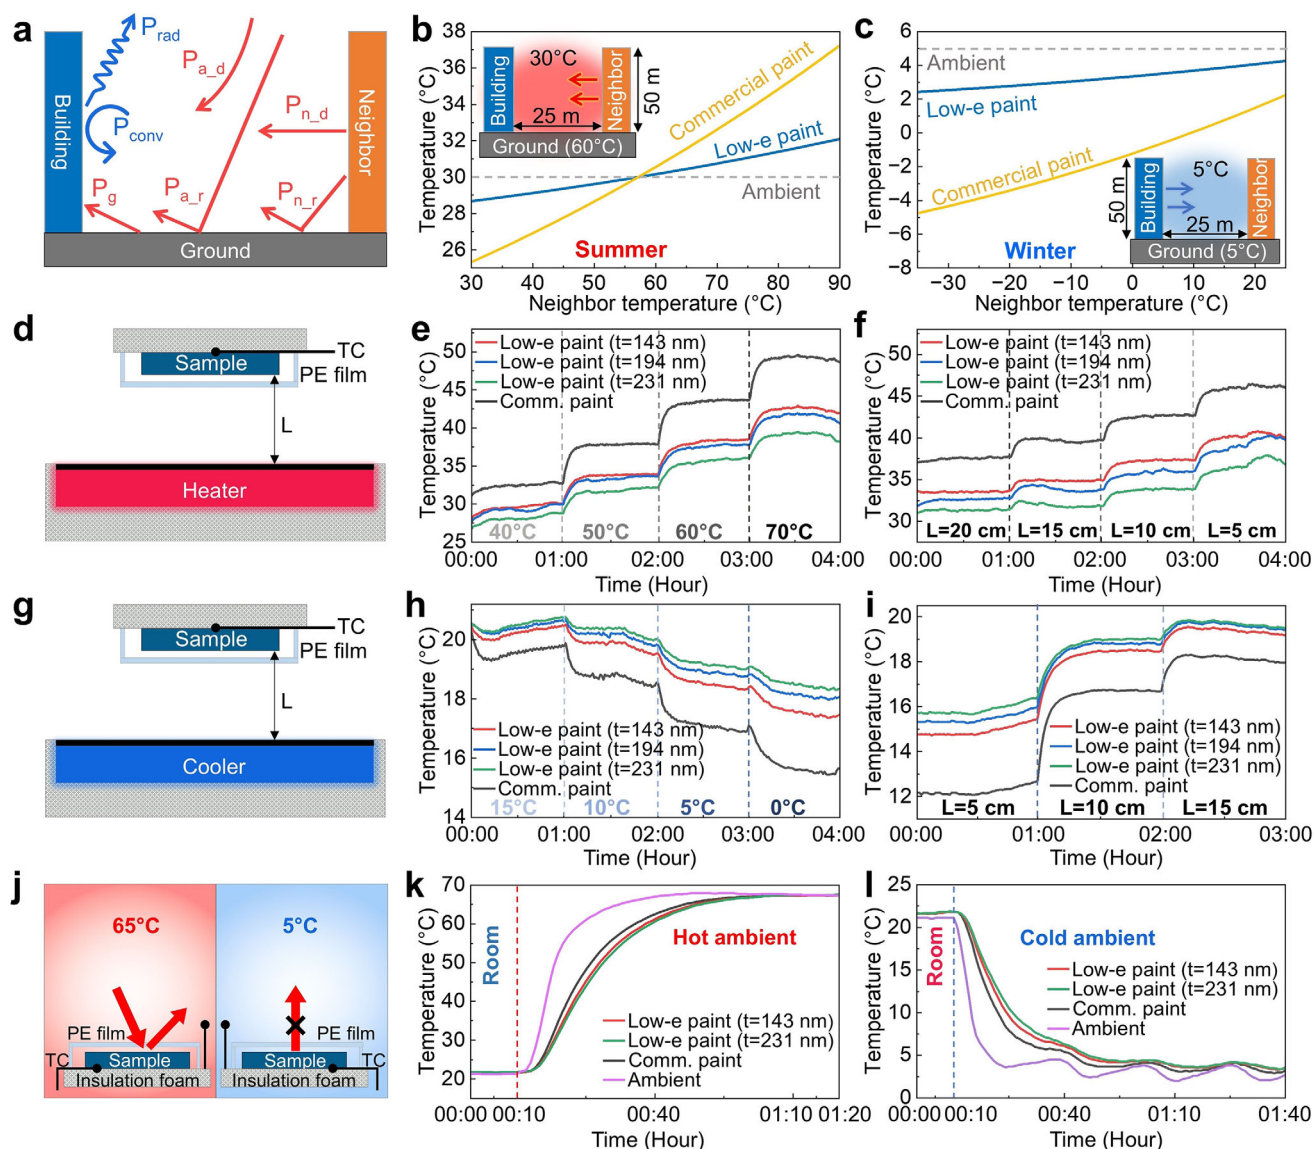 a
P_rad
P_a_d
P_n_d
P_conv
P_g
P_a_r
P_n_r
Building
Neighbor
Ground
b
Temperature (°C)
38
36
34
32
30
28
26
30°C
Building
Neighbor
25 m
50 m
Ground (60°C)
Commercial paint
Low-e paint
Ambient
Summer
30 40 50 60 70 80 90
Neighbor temperature (°C)
c
Temperature (°C)
6
4
2
0
−2
−4
−6
−8
Ambient
Low-e paint
Commercial paint
5°C
Building
Neighbor
50 m
25 m
Ground (5°C)
Winter
−30 −20 −10 0 10 20
Neighbor temperature (°C)
d
Sample
TC
PE film
L
Heater
e
Temperature (°C)
50
45
40
35
30
25
Low-e paint (t=143 nm)
Low-e paint (t=194 nm)
Low-e paint (t=231 nm)
Comm. paint
40°C 50°C 60°C 70°C
00:00 01:00 02:00 03:00 04:00
Time (Hour)
f
Temperature (°C)
50
45
40
35
30
Low-e paint (t=143 nm)
Low-e paint (t=194 nm)
Low-e paint (t=231 nm)
Comm. paint
L=20 cm L=15 cm L=10 cm L=5 cm
00:00 01:00 02:00 03:00 04:00
Time (Hour)
g
Sample
TC
PE film
L
Cooler
h
Temperature (°C)
20
18
16
14
Low-e paint (t=143 nm)
Low-e paint (t=194 nm)
Low-e paint (t=231 nm)
Comm. paint
15°C 10°C 5°C 0°C
00:00 01:00 02:00 03:00 04:00
Time (Hour)
i
Temperature (°C)
20
18
16
14
12
Low-e paint (t=143 nm)
Low-e paint (t=194 nm)
Low-e paint (t=231 nm)
Comm. paint
L=5 cm L=10 cm L=15 cm
00:00 01:00 02:00 03:00
Time (Hour)
j
65°C 5°C
PE film PE film
TC Sample Sample TC
Insulation foam Insulation foam
k
Temperature (°C)
70
60
50
40
30
20
Room
Hot ambient
Low-e paint (t=143 nm)
Low-e paint (t=231 nm)
Comm. paint
Ambient
00:00 00:10 00:40 01:10 01:20
Time (Hour)
l
Temperature (°C)
25
20
15
10
5
0
Room
Cold ambient
Low-e paint (t=143 nm)
Low-e paint (t=231 nm)
Comm. paint
Ambient
00:00 00:10 00:40 01:10 01:40
Time (Hour)